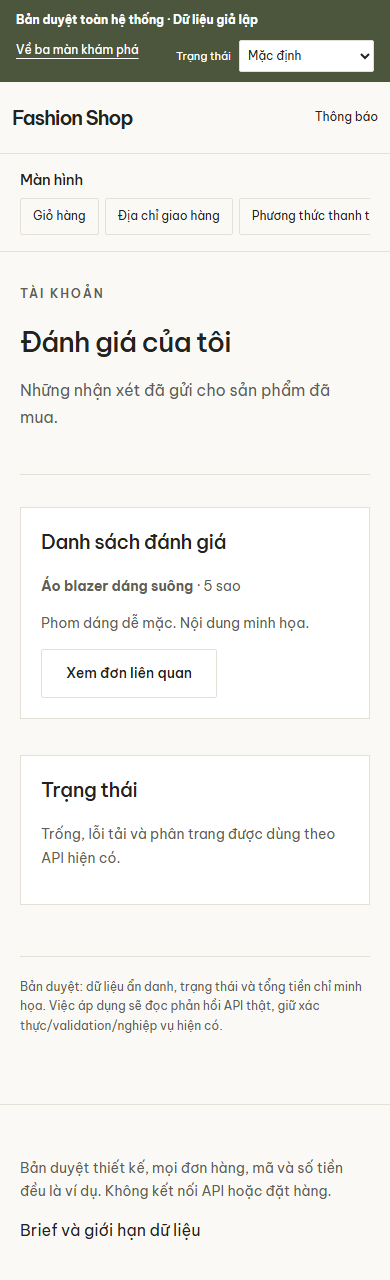 Bản duyệt toàn hệ thống · Dữ liệu giả lập
Về ba màn khám phá
Trạng thái
Mặc định
Fashion Shop
Thông báo
Màn hình
Giỏ hàng
Địa chỉ giao hàng
Phương thức thanh t
TÀI KHOẢN
Đánh giá của tôi
Những nhận xét đã gửi cho sản phẩm đã
mua.
Danh sách đánh giá
Áo blazer dáng suông · 5 sao
Phom dáng dễ mặc. Nội dung minh họa.
Xem đơn liên quan
Trạng thái
Trống, lỗi tải và phân trang được dùng theo
API hiện có.
Bản duyệt: dữ liệu ẩn danh, trạng thái và tổng tiền chỉ minh
họa. Việc áp dụng sẽ đọc phản hồi API thật, giữ xác
thực/validation/nghiệp vụ hiện có.
Bản duyệt thiết kế, mọi đơn hàng, mã và số tiền
đều là ví dụ. Không kết nối API hoặc đặt hàng.
Brief và giới hạn dữ liệu